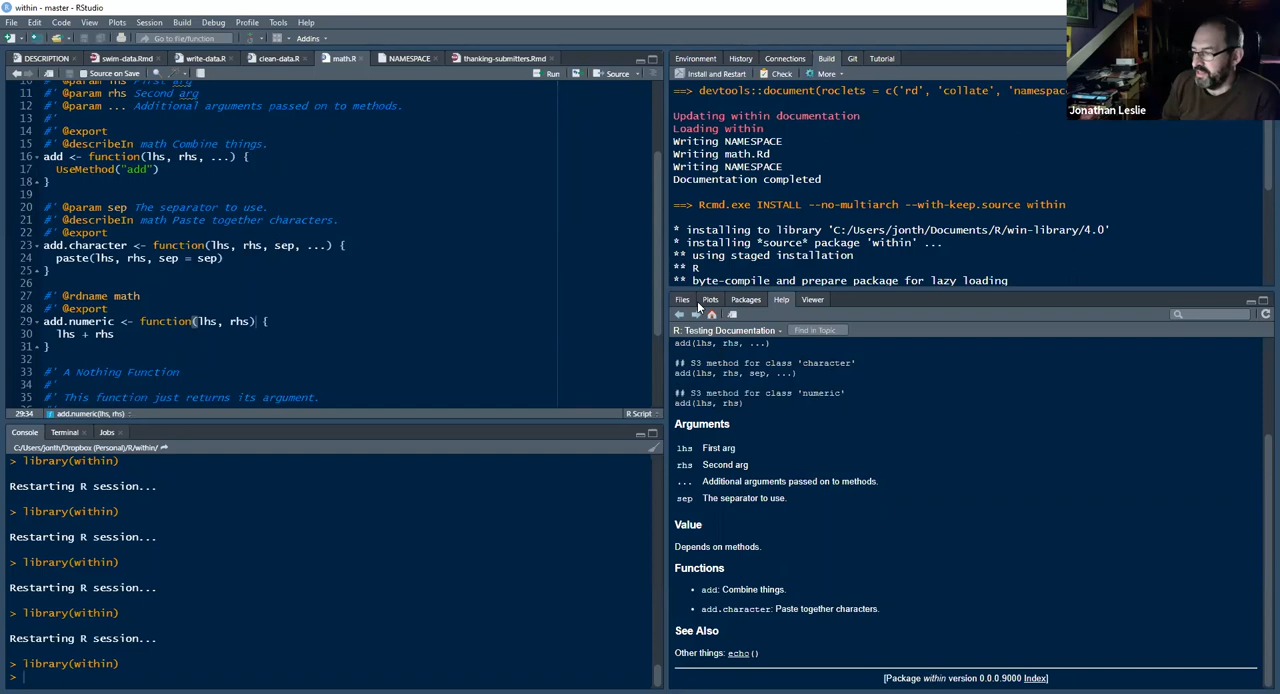 within - master - RStudio
File Edit Code View Plots Session Build Debug Profile Tools Help
Go to file/function Addins
DESCRIPTION swim-data.Rmd write-data.R clean-data.R math.R NAMESPACE thanking-submitters.Rmd
Source on Save Run Source
10 #' @param lhs First arg
11 #' @param rhs Second arg
12 #' @param ... Additional arguments passed on to methods.
13 #'
14 #' @export
15 #' @describeIn math Combine things.
16 add <- function(lhs, rhs, ...) {
17 UseMethod("add")
18 }
19
20 #' @param sep The separator to use.
21 #' @describeIn math Paste together characters.
22 #' @export
23 add.character <- function(lhs, rhs, sep, ...) {
24 paste(lhs, rhs, sep = sep)
25 }
26
27 #' @rdname math
28 #' @export
29 add.numeric <- function(lhs, rhs) {
30 lhs + rhs
31 }
32
33 #' A Nothing Function
34 #'
35 #' This function just returns its argument.
29:34 add.numeric(lhs, rhs) R Script
Console Terminal Jobs
C:/Users/jonth/Dropbox (Personal)/R/within/
> library(within)
Restarting R session...
> library(within)
Restarting R session...
> library(within)
Restarting R session...
> library(within)
Restarting R session...
> library(within)
>
Environment History Connections Build Git Tutorial
Install and Restart Check More
==> devtools::document(roclets = c('rd', 'collate', 'namespac
Updating within documentation
Loading within
Writing NAMESPACE
Writing math.Rd
Writing NAMESPACE
Documentation completed
==> Rcmd.exe INSTALL --no-multiarch --with-keep.source within
* installing to library 'C:/Users/jonth/Documents/R/win-library/4.0'
* installing *source* package 'within' ...
** using staged installation
** R
** byte-compile and prepare package for lazy loading
Files Plots Packages Help Viewer
R: Testing Documentation Find in Topic
add(lhs, rhs, ...)
## S3 method for class 'character'
add(lhs, rhs, sep, ...)
## S3 method for class 'numeric'
add(lhs, rhs)
Arguments
lhs First arg
rhs Second arg
... Additional arguments passed on to methods.
sep The separator to use.
Value
Depends on methods.
Functions
• add: Combine things.
• add.character: Paste together characters.
See Also
Other things: echo()
[Package within version 0.0.0.9000 Index]
Jonathan Leslie